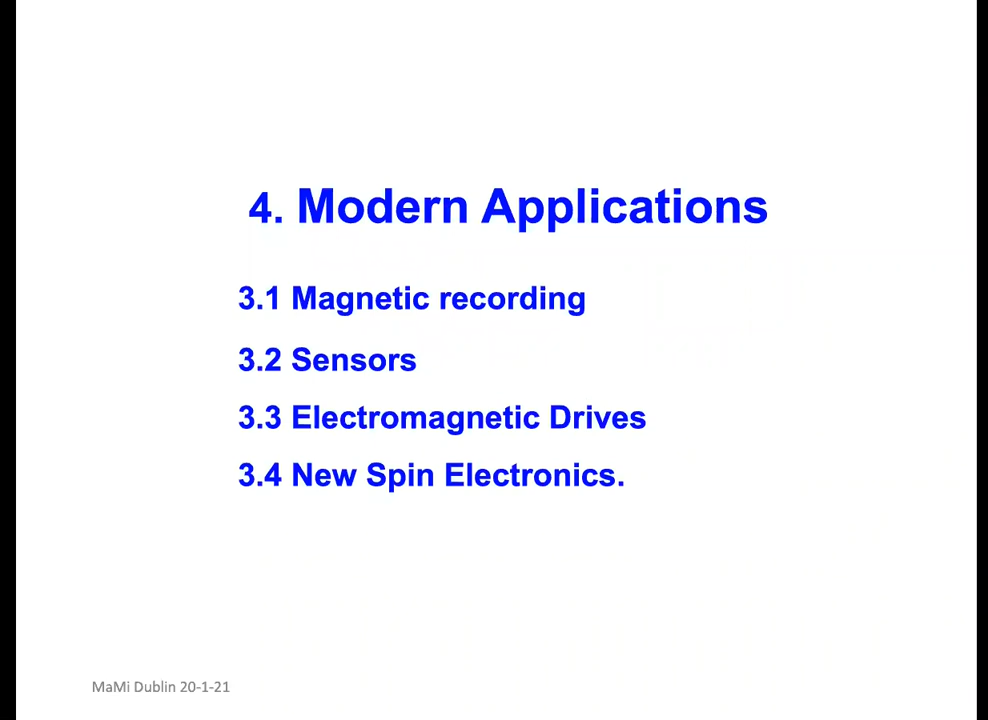 4. Modern Applications
3.1 Magnetic recording
3.2 Sensors
3.3 Electromagnetic Drives
3.4 New Spin Electronics.
MaMi Dublin 20-1-21